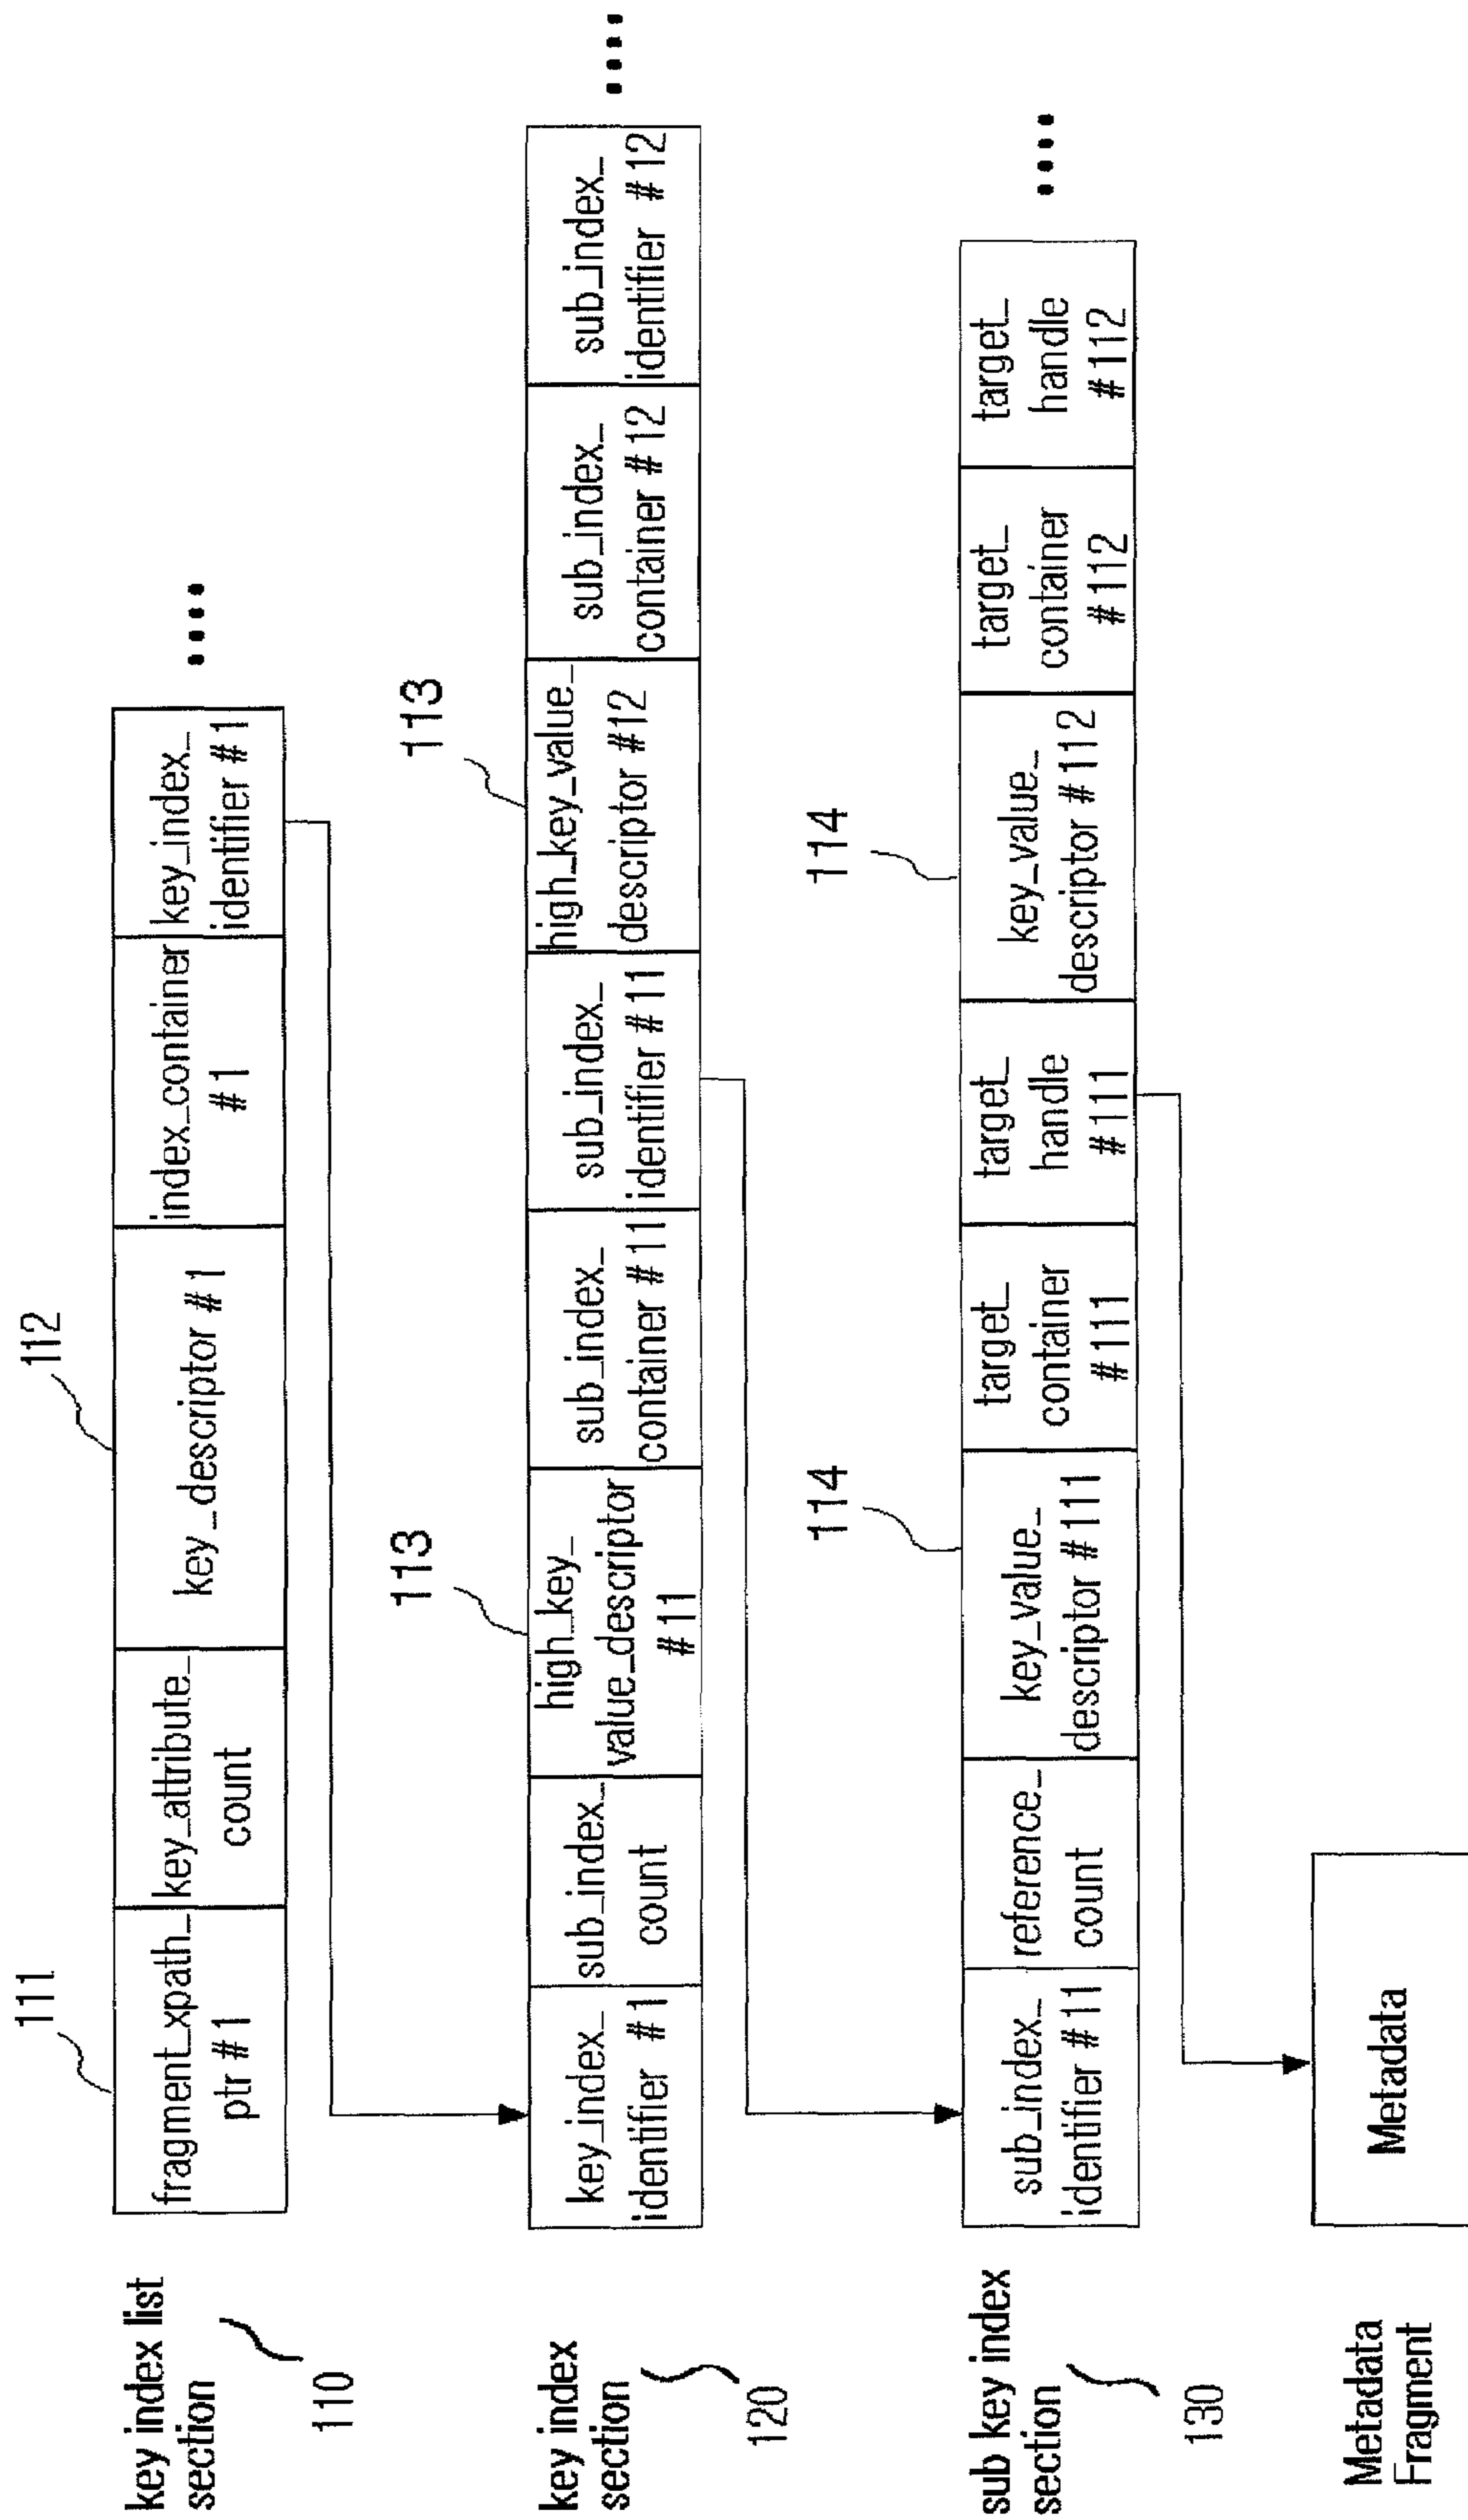 111
112
key index list
section
110
fragment_xpath_
ptr # 1
key_attribute_
count
key_descriptor # 1
index_container
# 1
key_index_
identifier # 1
....
113
113
key index
section
120
key_index_
identifier # 1
sub_index_
count
high_key_
value_descriptor
# 11
sub_index_
container # 11
sub_index_
identifier # 11
high_key_value_
descriptor #12
sub_index_
container # 12
sub_index_
identifier # 12
....
114
114
sub key index
section
130
sub_index_
identifier # 11
reference_
count
key_value_
descriptor # 111
target_
container
# 111
target_
handle
# 111
key_value_
descriptor # 112
target_
container
# 112
target_
handle
# 112
....
Metadata
Fragment
Metadata